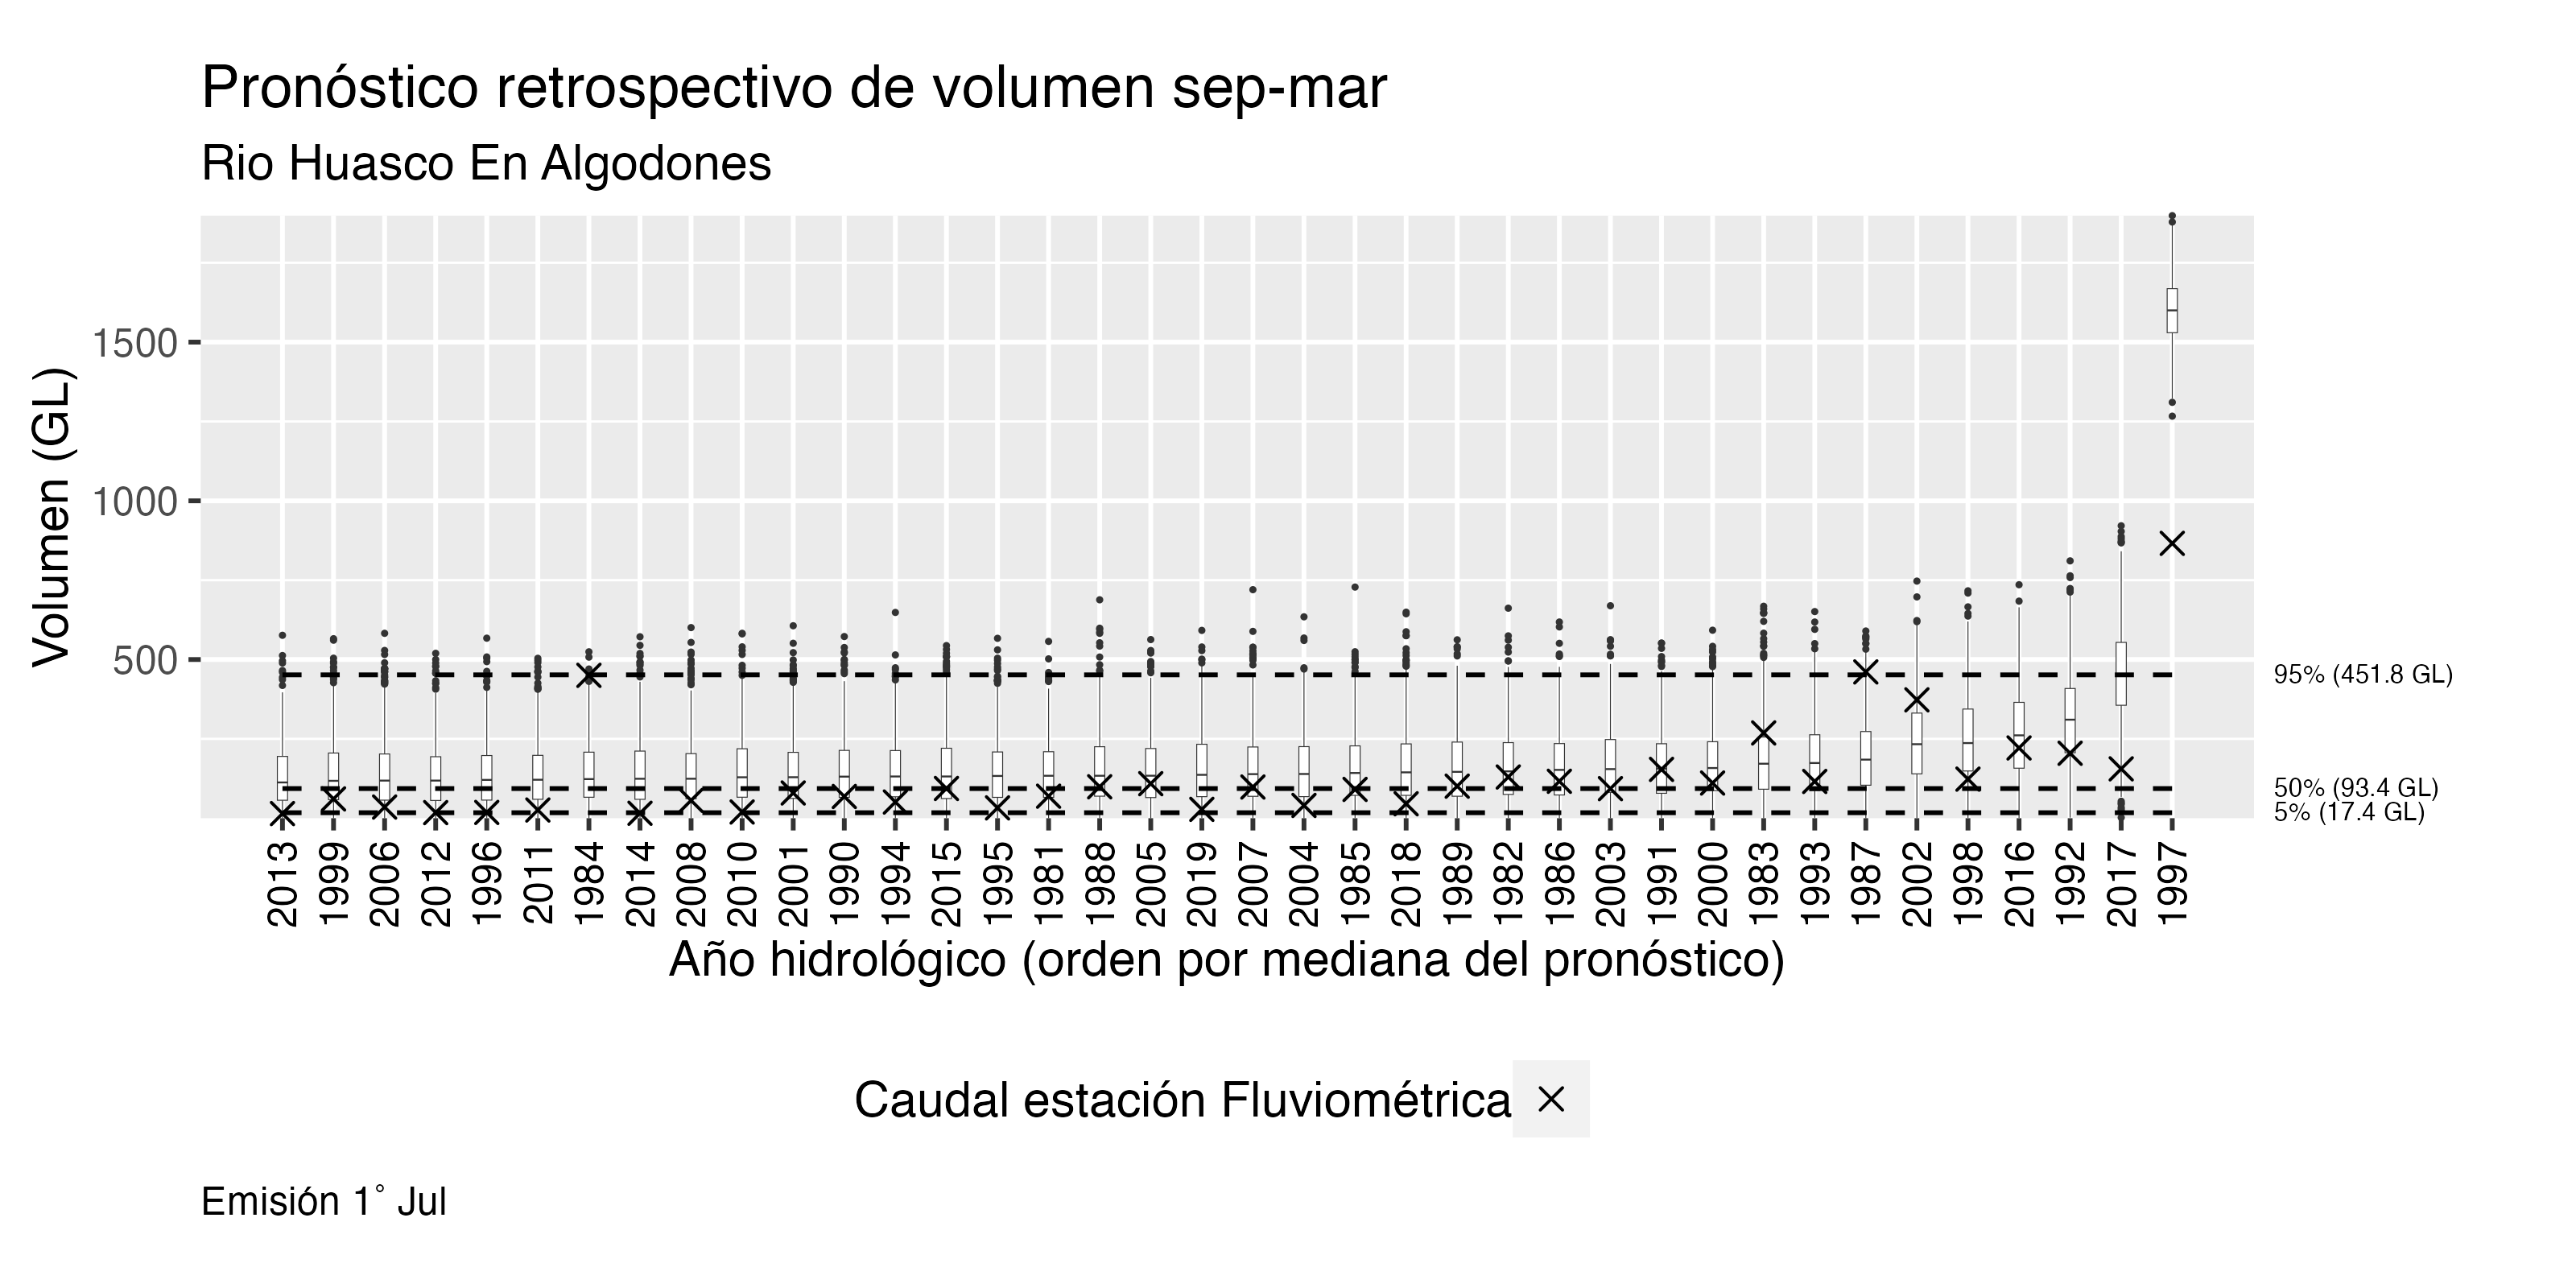 Pronóstico retrospectivo de volumen sep-mar
Rio Huasco En Algodones
Volumen (GL)
1500
1000
500
95% (451.8 GL)
50% (93.4 GL)
5% (17.4 GL)
2013 1999 2006 2012 1996 2011 1984 2014 2008 2010 2001 1990 1994 2015 1995 1981 1988 2005 2019 2007 2004 1985 2018 1989 1982 1986 2003 1991 2000 1983 1993 1987 2002 1998 2016 1992 2017 1997
Año hidrológico (orden por mediana del pronóstico)
Caudal estación Fluviométrica
Emisión 1° Jul